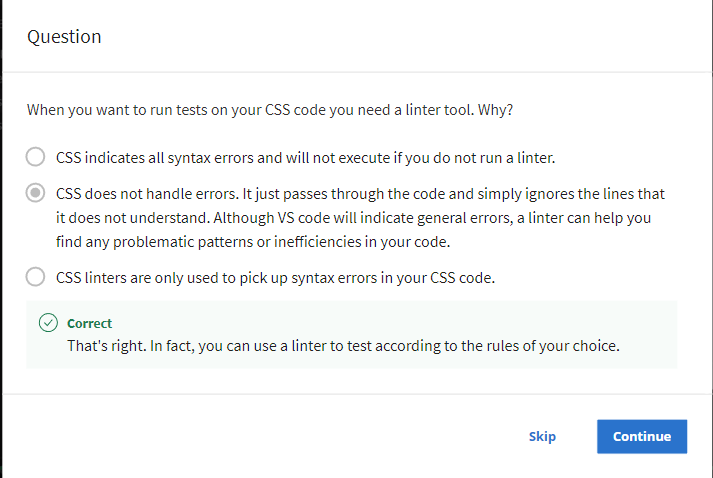 Question
When you want to run tests on your CSS code you need a linter tool. Why?
CSS indicates all syntax errors and will not execute if you do not run a linter.
CSS does not handle errors. It just passes through the code and simply ignores the lines that
it does not understand. Although VS code will indicate general errors, a linter can help you
find any problematic patterns or inefficiencies in your code.
CSS linters are only used to pick up syntax errors in your CSS code.
Correct
That's right. In fact, you can use a linter to test according to the rules of your choice.
Skip
Continue